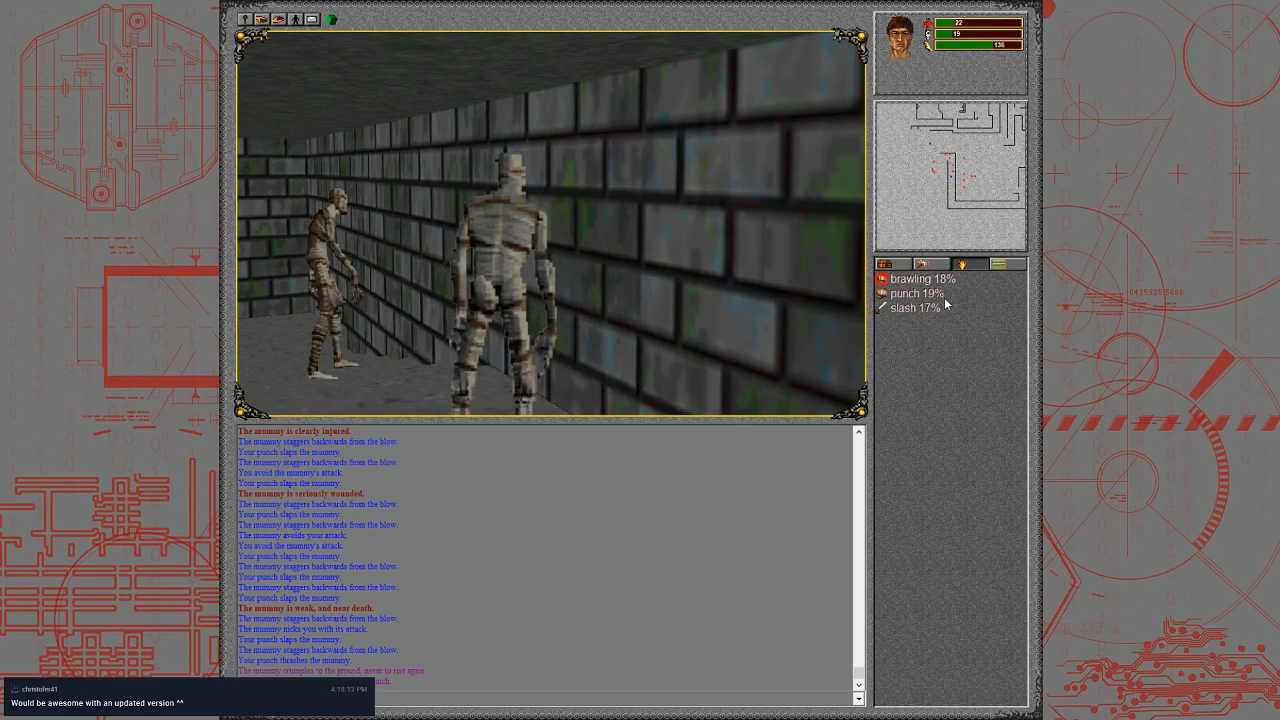 22
19
136
brawling 18%
punch 19%
slash 17%
0425935 5686
The mummy is clearly injured.
The mummy staggers backwards from the blow.
Your punch slaps the mummy.
The mummy staggers backwards from the blow.
You avoid the mummy's attack.
Your punch slaps the mummy.
The mummy is seriously wounded.
The mummy staggers backwards from the blow.
Your punch slaps the mummy.
The mummy staggers backwards from the blow.
The mummy avoids your attack.
You avoid the mummy's attack.
Your punch slaps the mummy.
The mummy staggers backwards from the blow.
Your punch slaps the mummy.
The mummy staggers backwards from the blow.
Your punch slaps the mummy.
The mummy is weak, and near death.
The mummy staggers backwards from the blow.
The mummy nicks you with its attack.
Your punch slaps the mummy.
The mummy staggers backwards from the blow.
Your punch thrashes the mummy.
The mummy crumples to the ground, never to rise again.
unch.
christofer41
4:18:12 PM
Would be awesome with an updated version ^^